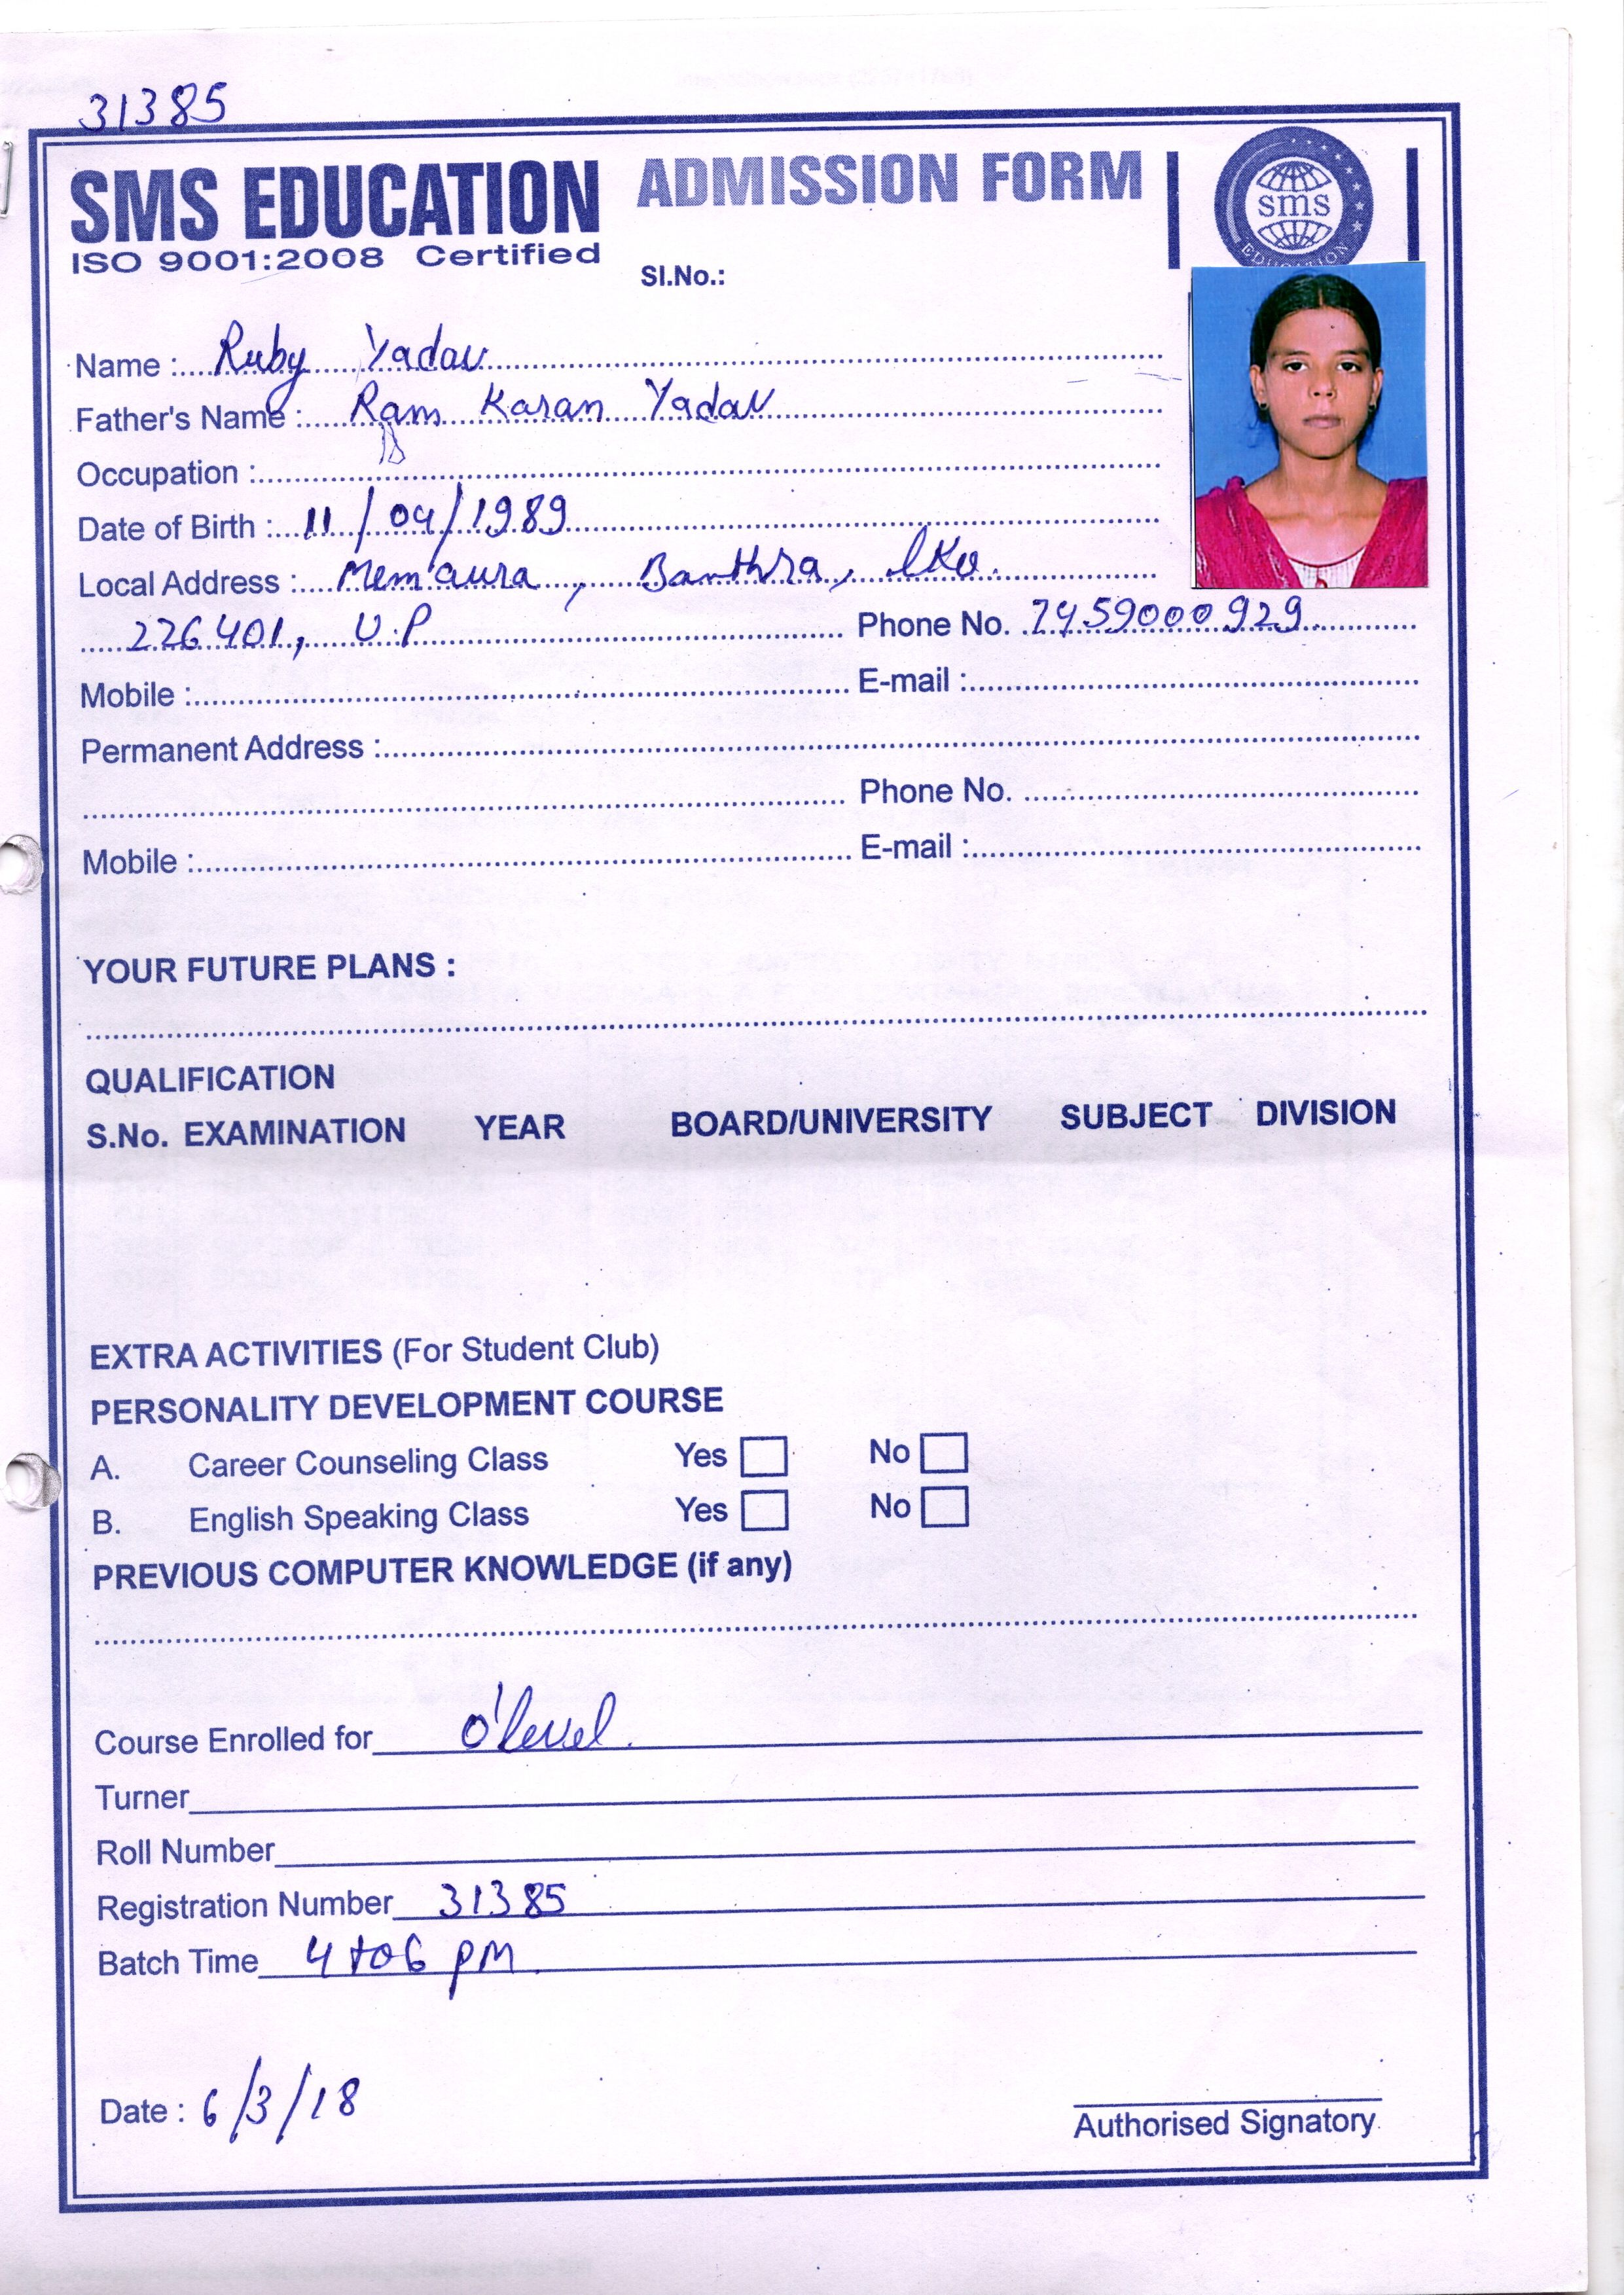 31385
SMS EDUCATION ADMISSION FORM
sms
EDUCATION
ISO 9001:2008 Certified
Sl.No.:
Name : Ruby Yadav
Father's Name : Ram Karan Yadav
Occupation :
Date of Birth : 11/04/1989
Local Address : Memaura, Banthra, lko.
226401, U.P Phone No. 7459000929
Mobile : E-mail :
Permanent Address :
Phone No.
Mobile : E-mail :
YOUR FUTURE PLANS :
QUALIFICATION
S.No. EXAMINATION YEAR BOARD/UNIVERSITY SUBJECT DIVISION
EXTRA ACTIVITIES (For Student Club)
PERSONALITY DEVELOPMENT COURSE
A. Career Counseling Class Yes No
B. English Speaking Class Yes No
PREVIOUS COMPUTER KNOWLEDGE (if any)
Course Enrolled for O'level.
Turner
Roll Number
Registration Number 31385
Batch Time 4 to 6 PM.
Date : 6/3/18
Authorised Signatory